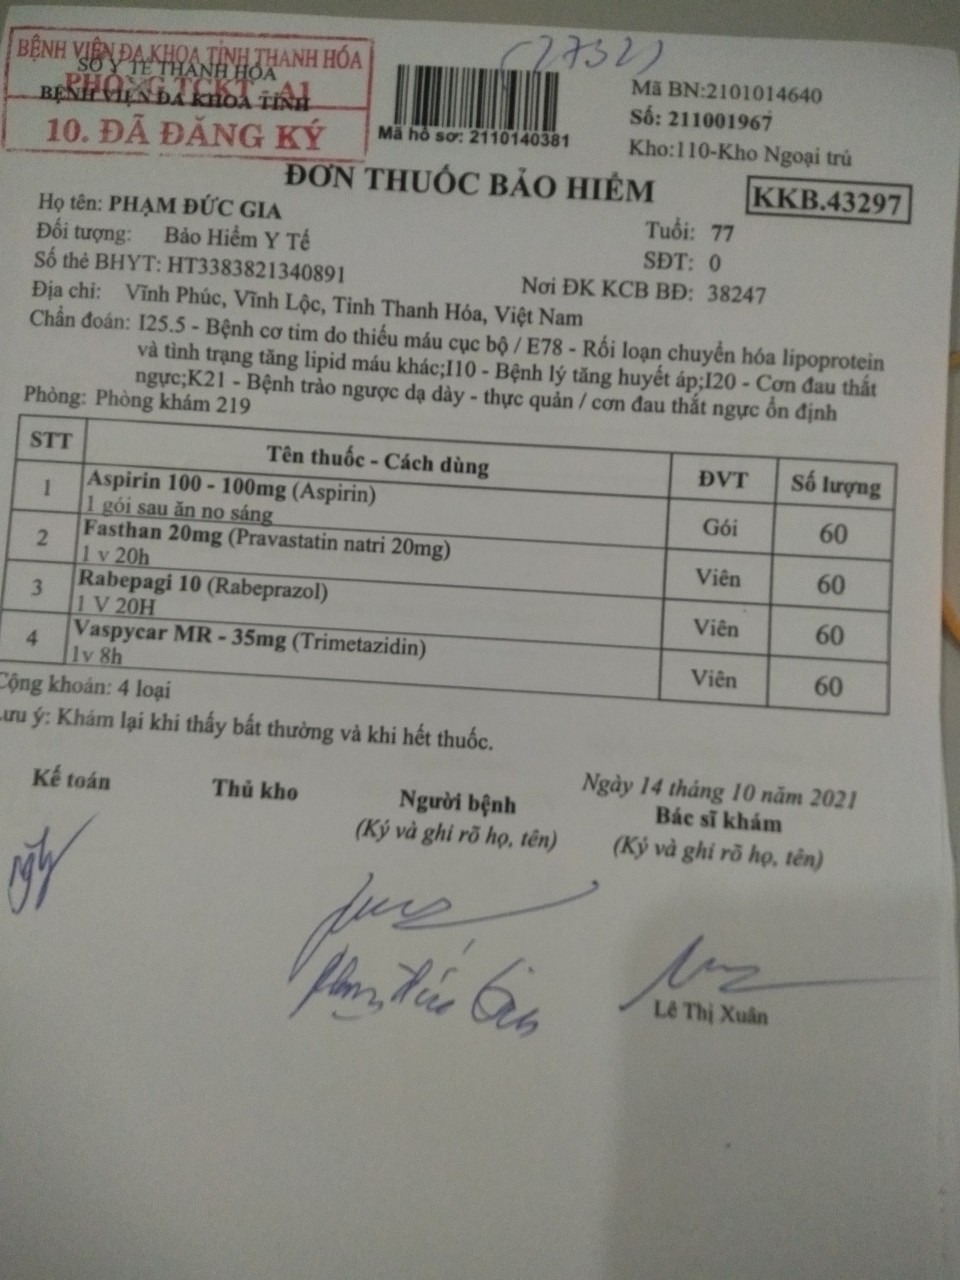 BỆNH VIỆN ĐA KHOA TỈNH THANH HÓA
SỞ Y TẾ THANH HÓA
PHÒNG TCKT - A1
BỆNH VIỆN ĐA KHOA TỈNH
10. ĐÃ ĐĂNG KÝ
(2732)
Mã hồ sơ: 2110140381
Mã BN:2101014640
Số: 211001967
Kho:110-Kho Ngoại trú
ĐƠN THUỐC BẢO HIỂM
KKB.43297
Họ tên: PHẠM ĐỨC GIA
Tuổi: 77
Đối tượng: Bảo Hiểm Y Tế
SĐT: 0
Số thẻ BHYT: HT3383821340891
Nơi ĐK KCB BĐ: 38247
Địa chỉ: Vĩnh Phúc, Vĩnh Lộc, Tỉnh Thanh Hóa, Việt Nam
Chẩn đoán: I25.5 - Bệnh cơ tim do thiếu máu cục bộ / E78 - Rối loạn chuyển hóa lipoprotein
và tình trạng tăng lipid máu khác;I10 - Bệnh lý tăng huyết áp;I20 - Cơn đau thắt
ngực;K21 - Bệnh trào ngược dạ dày - thực quản / cơn đau thắt ngực ổn định
Phòng: Phòng khám 219
STT Tên thuốc - Cách dùng ĐVT Số lượng
1 Aspirin 100 - 100mg (Aspirin) Gói 60
1 gói sau ăn no sáng
2 Fasthan 20mg (Pravastatin natri 20mg) Viên 60
1 v 20h
3 Rabepagi 10 (Rabeprazol) Viên 60
1 V 20H
4 Vaspycar MR - 35mg (Trimetazidin) Viên 60
1v 8h
Cộng khoản: 4 loại
Lưu ý: Khám lại khi thấy bất thường và khi hết thuốc.
Ngày 14 tháng 10 năm 2021
Kế toán Thủ kho Người bệnh Bác sĩ khám
(Ký và ghi rõ họ, tên) (Ký và ghi rõ họ, tên)
Phạm Đức Gia
Lê Thị Xuân